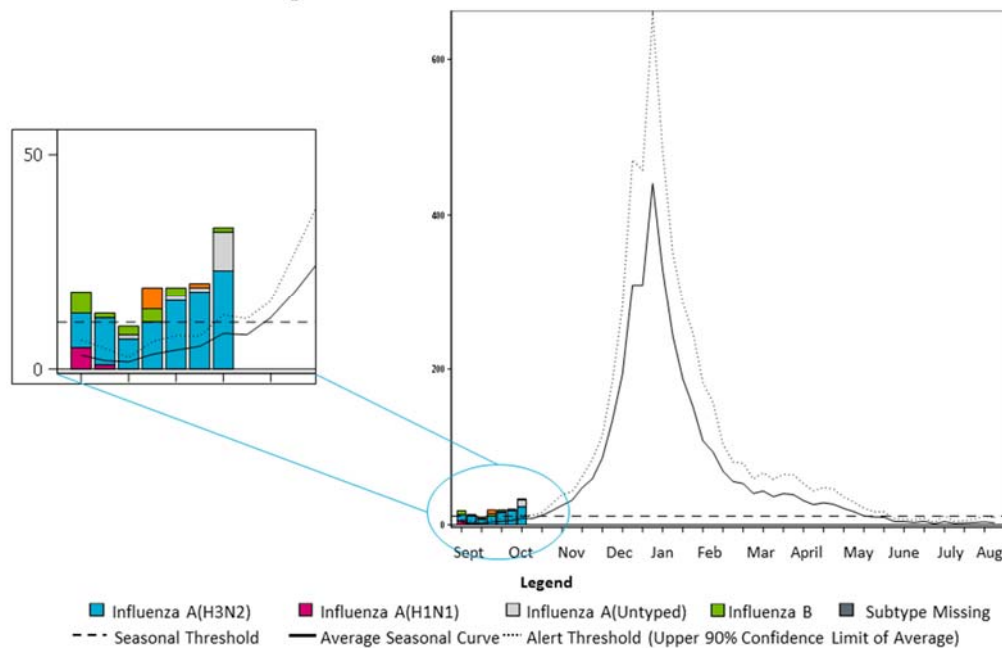 600
400
200
0
50
0
Sept Oct Nov Dec Jan Feb Mar April May June July Aug
Legend
Influenza A(H3N2) Influenza A(H1N1) Influenza A(Untyped) Influenza B Subtype Missing
Seasonal Threshold Average Seasonal Curve Alert Threshold (Upper 90% Confidence Limit of Average)